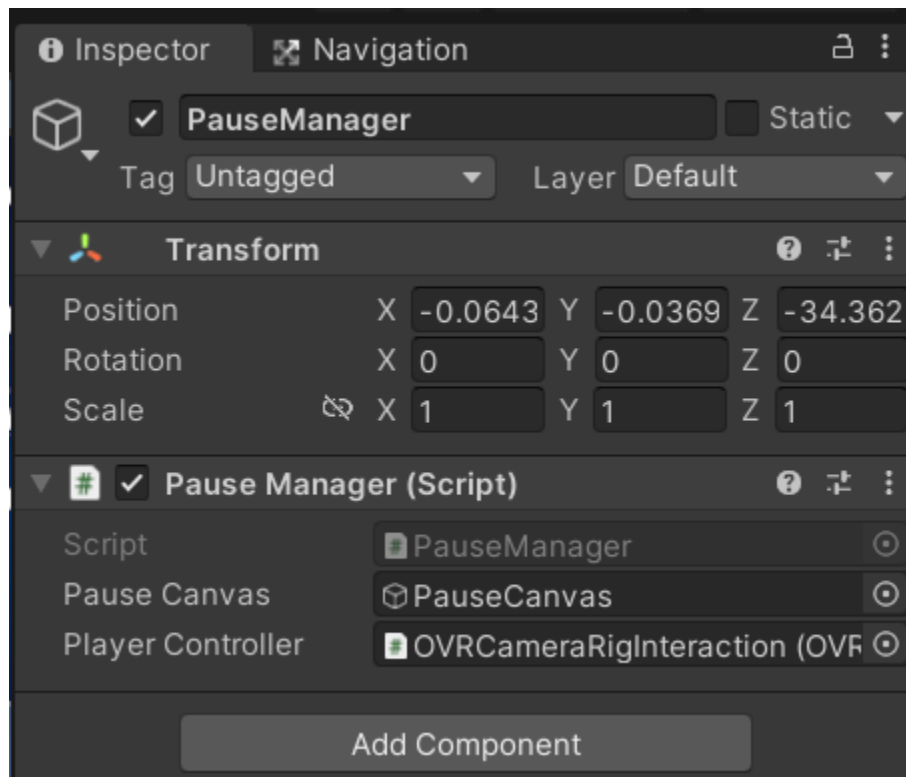 Inspector Navigation
PauseManager Static
Tag Untagged Layer Default
Transform
Position X -0.0643 Y -0.0369 Z -34.362
Rotation X 0 Y 0 Z 0
Scale X 1 Y 1 Z 1
# Pause Manager (Script)
Script # PauseManager
Pause Canvas PauseCanvas
Player Controller # OVRCameraRigInteraction (OVR
Add Component